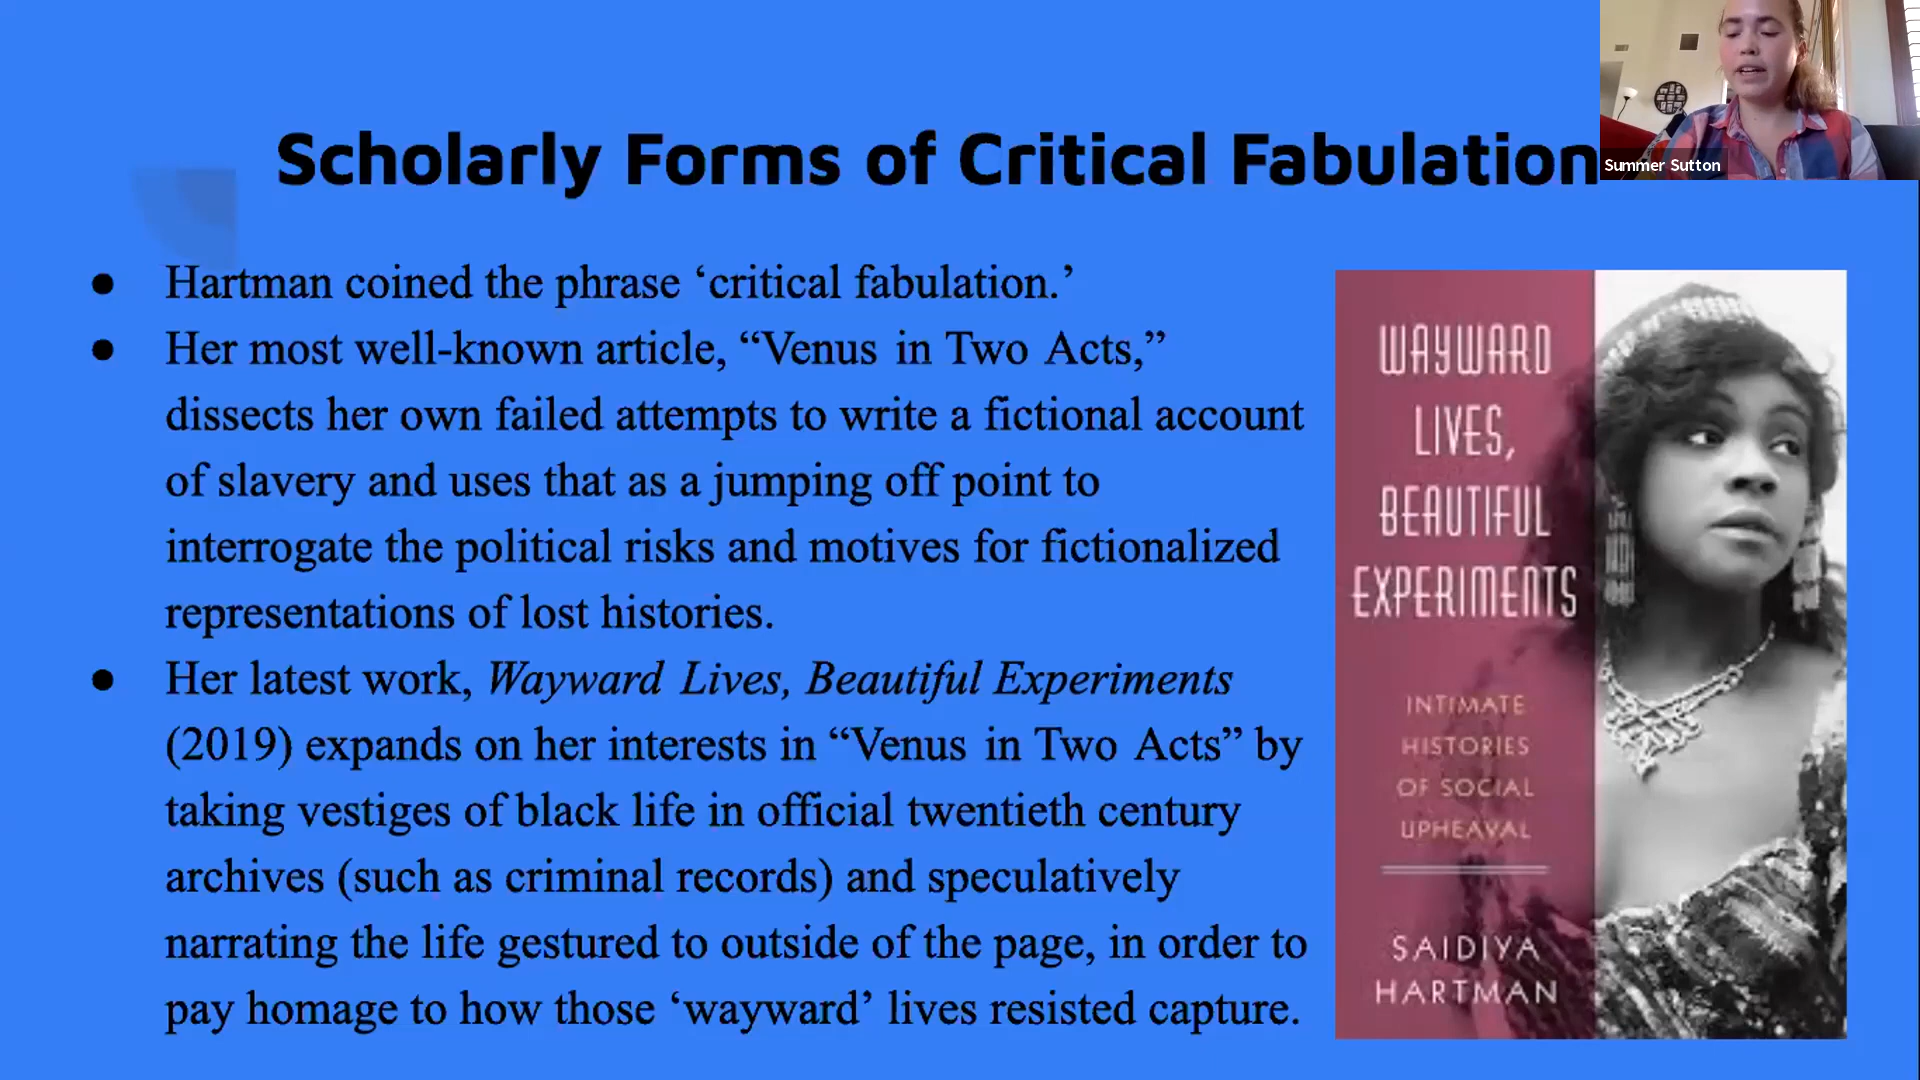 Scholarly Forms of Critical Fabulation
Summer Sutton
● Hartman coined the phrase ‘critical fabulation.’
● Her most well-known article, “Venus in Two Acts,”
dissects her own failed attempts to write a fictional account
of slavery and uses that as a jumping off point to
interrogate the political risks and motives for fictionalized
representations of lost histories.
● Her latest work, Wayward Lives, Beautiful Experiments
(2019) expands on her interests in “Venus in Two Acts” by
taking vestiges of black life in official twentieth century
archives (such as criminal records) and speculatively
narrating the life gestured to outside of the page, in order to
pay homage to how those ‘wayward’ lives resisted capture.
WAYWARD
LIVES,
BEAUTIFUL
EXPERIMENTS
INTIMATE
HISTORIES
OF SOCIAL
UPHEAVAL
SAIDIYA
HARTMAN